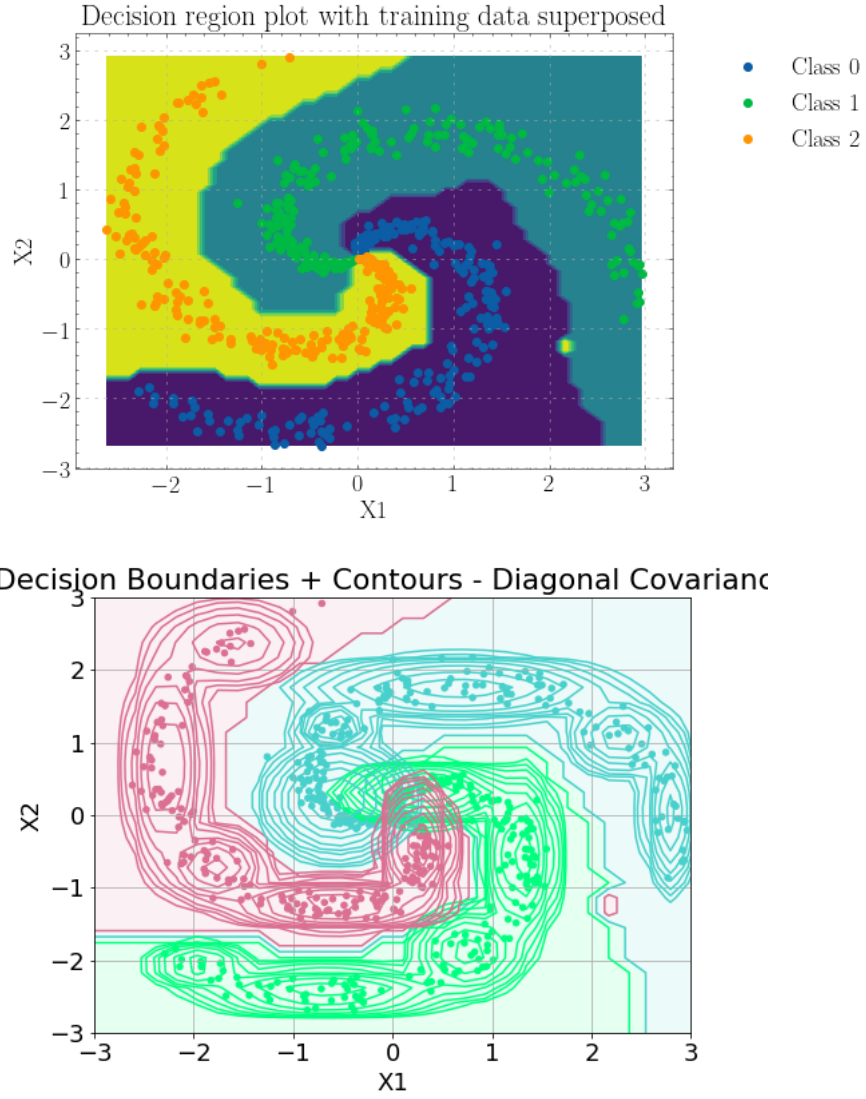 Decision region plot with training data superposed
3
2
1
0
−1
−2
−3
X2
−2 −1 0 1 2 3
X1
Class 0
Class 1
Class 2
Decision Boundaries + Contours - Diagonal Covarianc
3
2
1
0
−1
−2
−3
X2
−3 −2 −1 0 1 2 3
X1